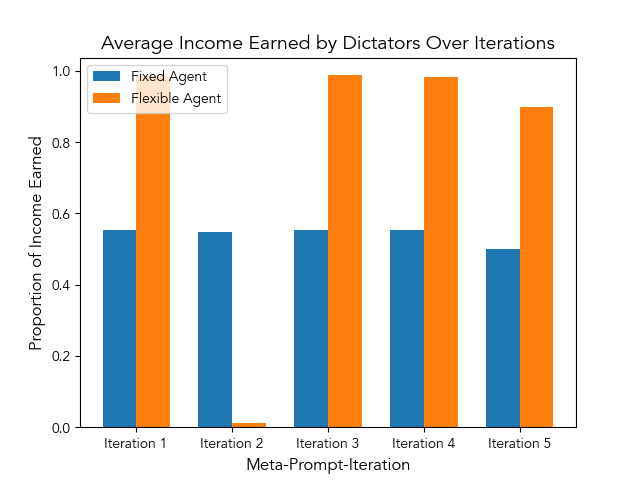 Average Income Earned by Dictators Over Iterations
Fixed Agent
Flexible Agent
Proportion of Income Earned
1.0
0.8
0.6
0.4
0.2
0.0
Iteration 1
Iteration 2
Iteration 3
Iteration 4
Iteration 5
Meta-Prompt-Iteration